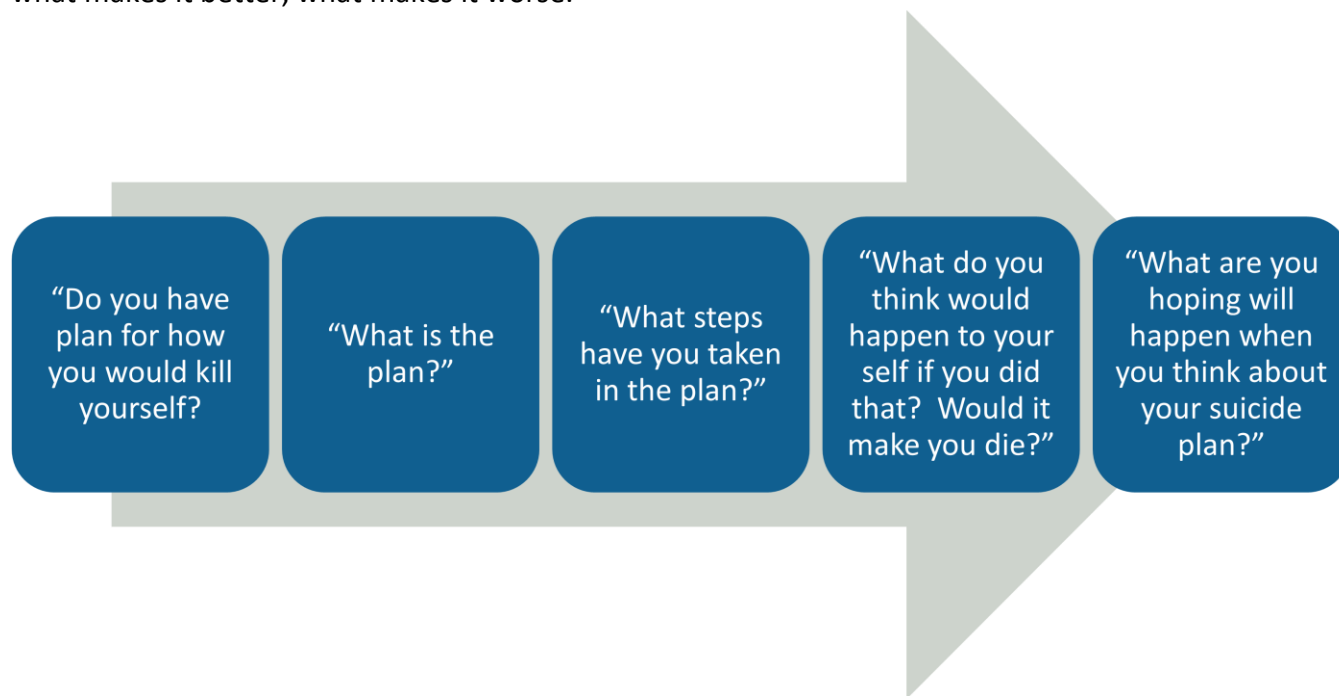 what makes it better, what makes it worse.
“Do you have
plan for how
you would kill
yourself?
“What is the
plan?”
“What steps
have you taken
in the plan?”
“What do you
think would
happen to your
self if you did
that?  Would it
make you die?”
“What are you
hoping will
happen when
you think about
your suicide
plan?”